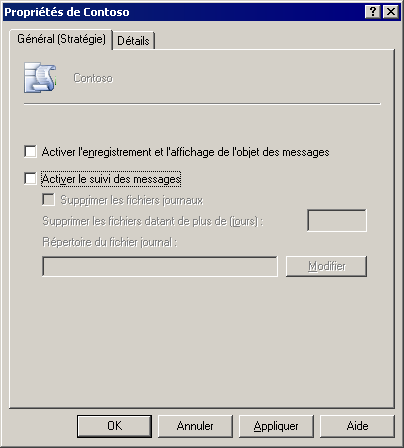 Propriétés de Contoso
Général (Stratégie) Détails
Contoso
Activer l'enregistrement et l'affichage de l'objet des messages
Activer le suivi des messages
Supprimer les fichiers journaux
Supprimer les fichiers datant de plus de (jours) :
Répertoire du fichier journal :
Modifier
OK Annuler Appliquer Aide